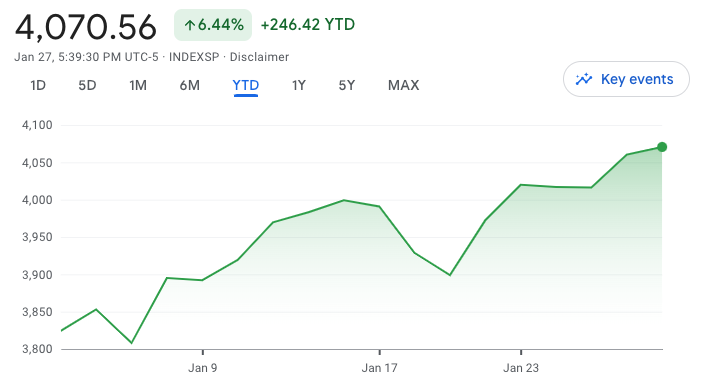 4,070.56 ↑6.44% +246.42 YTD
Jan 27, 5:39:30 PM UTC-5 · INDEXSP · Disclaimer
1D 5D 1M 6M YTD 1Y 5Y MAX
Key events
4,100
4,050
4,000
3,950
3,900
3,850
3,800
Jan 9 Jan 17 Jan 23